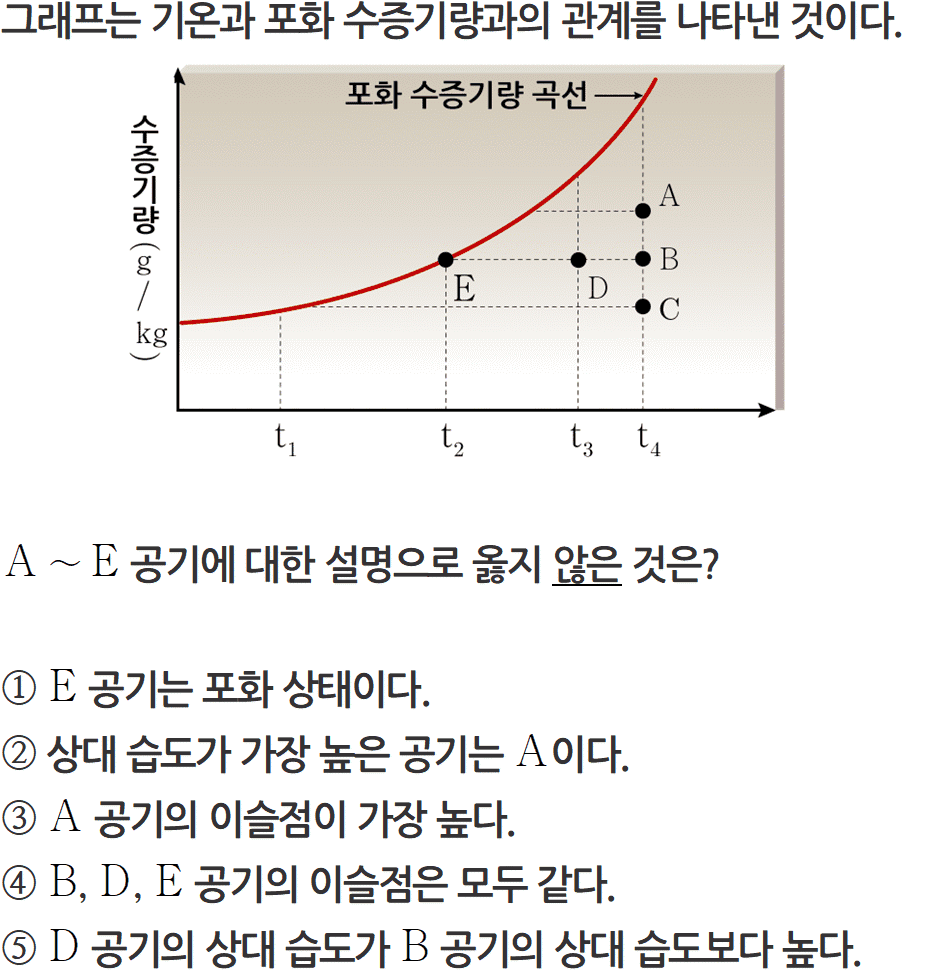 그래프는 기온과 포화 수증기량과의 관계를 나타낸 것이다.
포화 수증기량 곡선
수증기량(g/kg)
A
B
C
D
E
t₁ t₂ t₃ t₄
A ~ E 공기에 대한 설명으로 옳지 않은 것은?
① E 공기는 포화 상태이다.
② 상대 습도가 가장 높은 공기는 A이다.
③ A 공기의 이슬점이 가장 높다.
④ B, D, E 공기의 이슬점은 모두 같다.
⑤ D 공기의 상대 습도가 B 공기의 상대 습도보다 높다.